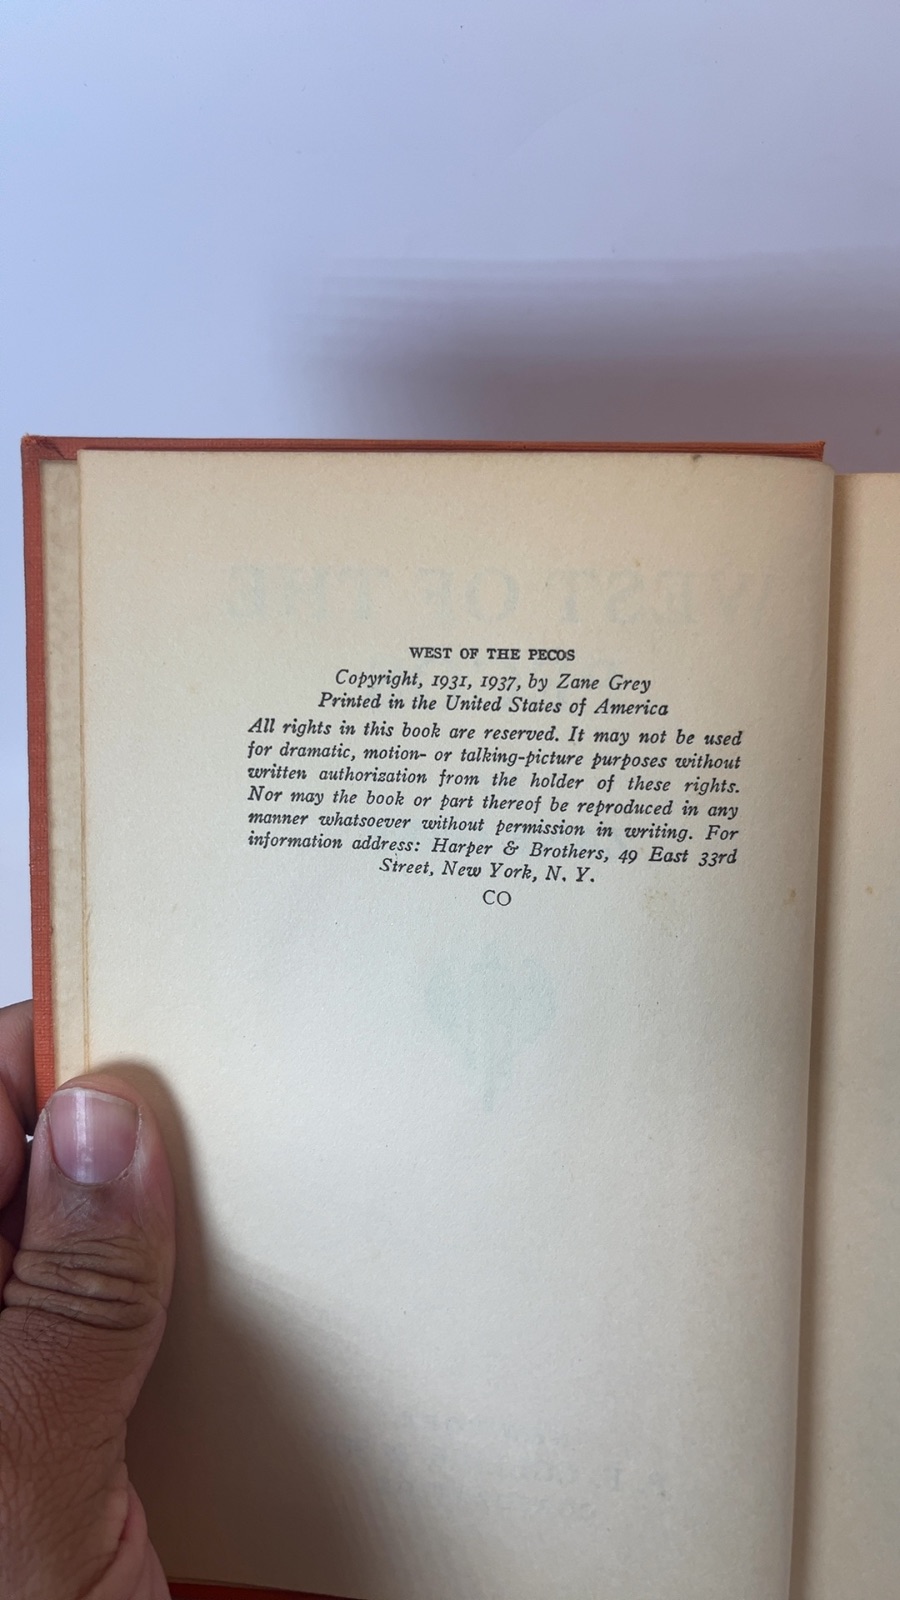 WEST OF THE
WEST OF THE PECOS
Copyright, 1931, 1937, by Zane Grey
Printed in the United States of America
All rights in this book are reserved. It may not be used
for dramatic, motion- or talking-picture purposes without
written authorization from the holder of these rights.
Nor may the book or part thereof be reproduced in any
manner whatsoever without permission in writing. For
information address: Harper & Brothers, 49 East 33rd
Street, New York, N. Y.
CO